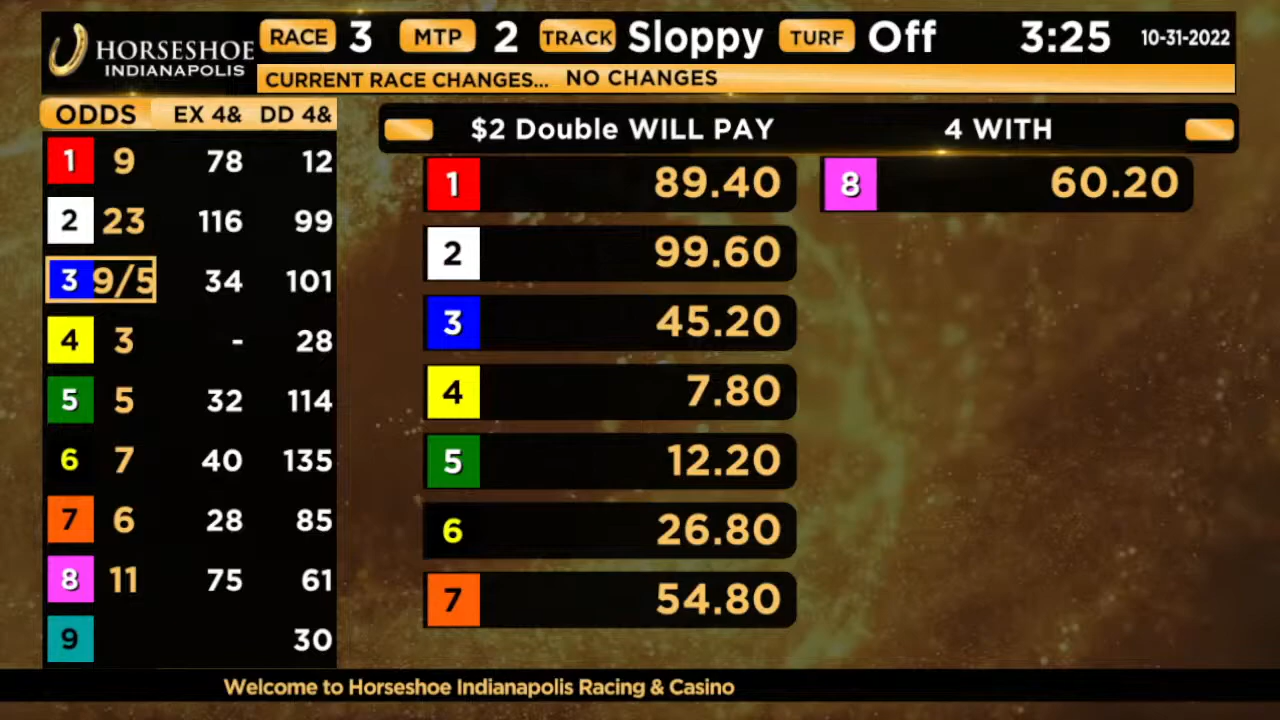 HORSESHOE
INDIANAPOLIS
RACE 3 MTP 2 TRACK Sloppy TURF Off 3:25 10-31-2022
CURRENT RACE CHANGES... NO CHANGES
ODDS EX 4& DD 4&
1 9 78 12
2 23 116 99
3 9/5 34 101
4 3 - 28
5 5 32 114
6 7 40 135
7 6 28 85
8 11 75 61
9 30
$2 Double WILL PAY 4 WITH
1 89.40 8 60.20
2 99.60
3 45.20
4 7.80
5 12.20
6 26.80
7 54.80
Welcome to Horseshoe Indianapolis Racing & Casino